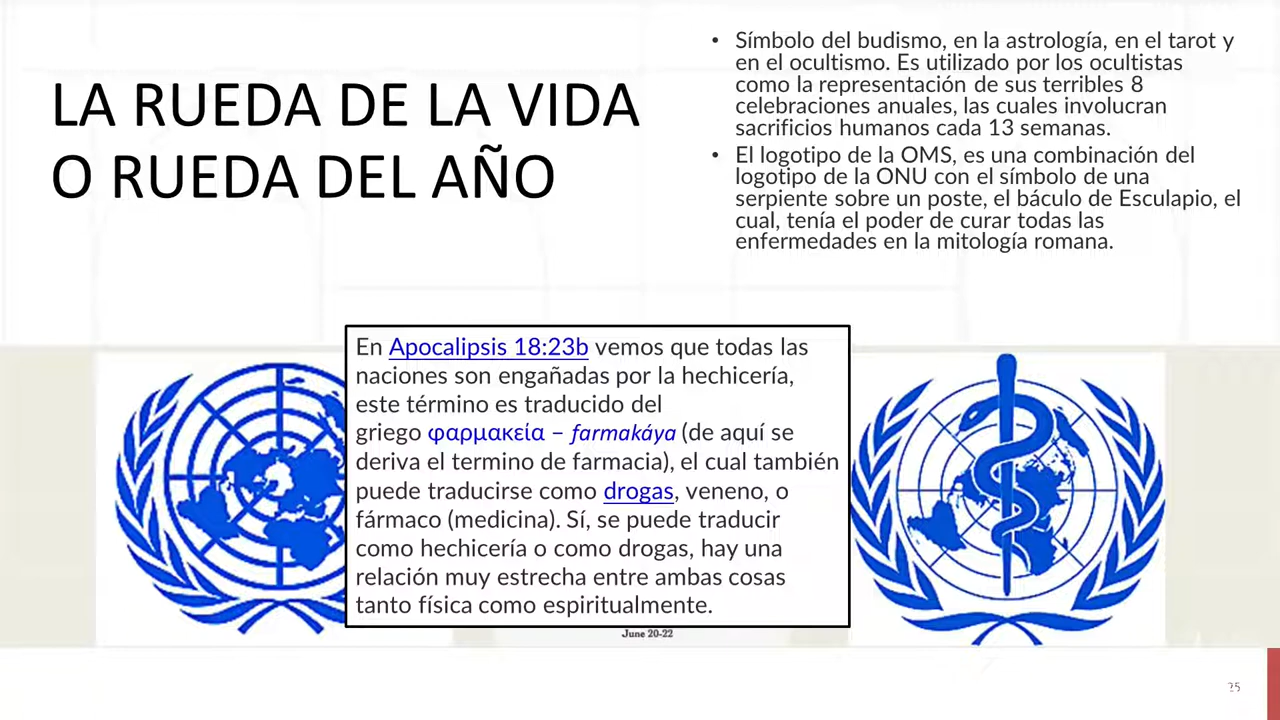 LA RUEDA DE LA VIDA
O RUEDA DEL AÑO
• Símbolo del budismo, en la astrología, en el tarot y
en el ocultismo. Es utilizado por los ocultistas
como la representación de sus terribles 8
celebraciones anuales, las cuales involucran
sacrificios humanos cada 13 semanas.
• El logotipo de la OMS, es una combinación del
logotipo de la ONU con el símbolo de una
serpiente sobre un poste, el báculo de Esculapio, el
cual, tenía el poder de curar todas las
enfermedades en la mitología romana.
En Apocalipsis 18:23b vemos que todas las
naciones son engañadas por la hechicería,
este término es traducido del
griego φαρμακεία – farmakáya (de aquí se
deriva el termino de farmacia), el cual también
puede traducirse como drogas, veneno, o
fármaco (medicina). Sí, se puede traducir
como hechicería o como drogas, hay una
relación muy estrecha entre ambas cosas
tanto física como espiritualmente.
June 20-22
25